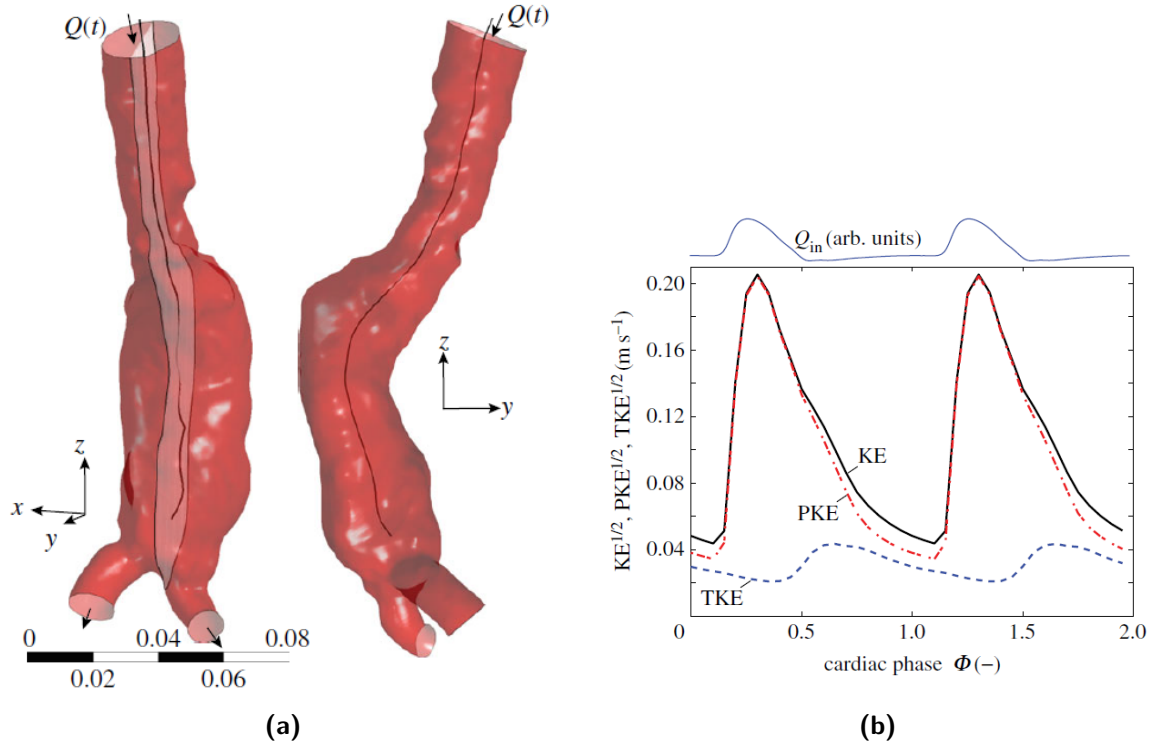 Q(t)
Q(t)
z
x
y
z
y
0 0.04 0.08
0.02 0.06
(a)
Q_in (arb. units)
KE^1/2, PKE^1/2, TKE^1/2 (m s^−1)
0.20
0.16
0.12
0.08
0.04
KE
PKE
TKE
0 0.5 1.0 1.5 2.0
cardiac phase Φ(−)
(b)